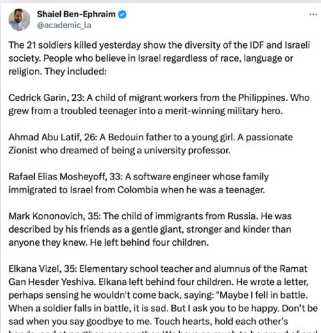 Shaiel Ben-Ephraim
@academic_la
The 21 soldiers killed yesterday show the diversity of the IDF and Israeli
society. People who believe in Israel regardless of race, language or
religion. They included:
Cedrick Garin, 23: A child of migrant workers from the Philippines. Who
grew from a troubled teenager into a merit-winning military hero.
Ahmad Abu Latif, 26: A Bedouin father to a young girl. A passionate
Zionist who dreamed of being a university professor.
Rafael Elias Mosheyoff, 33: A software engineer whose family
immigrated to Israel from Colombia when he was a teenager.
Mark Kononovich, 35: The child of immigrants from Russia. He was
described by his friends as a gentle giant, stronger and kinder than
anyone they knew. He left behind four children.
Elkana Vizel, 35: Elementary school teacher and alumnus of the Ramat
Gan Hesder Yeshiva. Elkana left behind four children. He wrote a letter,
perhaps sensing he wouldn't come back, saying: "Maybe I fell in battle.
When a soldier falls in battle, it is sad. But I ask you to be happy. Don't be
sad when you say goodbye to me. Touch hearts, hold each other's